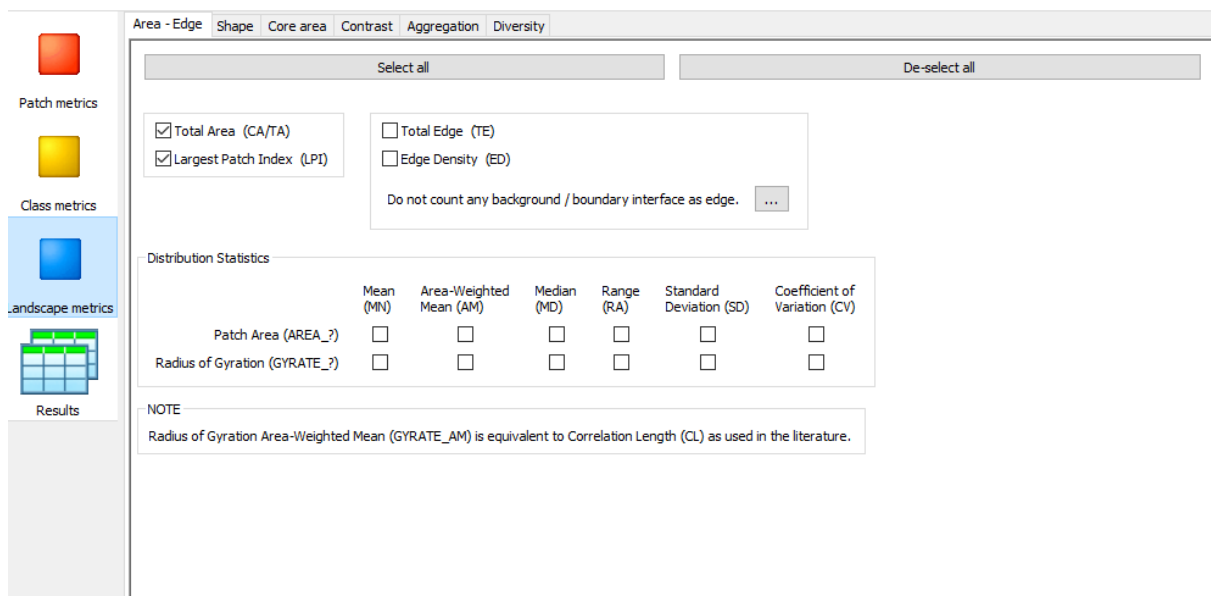 Area - Edge Shape Core area Contrast Aggregation Diversity
Select all De-select all
Patch metrics
Class metrics
Landscape metrics
Results
Total Area (CA/TA)
Largest Patch Index (LPI)
Total Edge (TE)
Edge Density (ED)
Do not count any background / boundary interface as edge. ...
Distribution Statistics
Mean (MN) Area-Weighted Mean (AM) Median (MD) Range (RA) Standard Deviation (SD) Coefficient of Variation (CV)
Patch Area (AREA_?)
Radius of Gyration (GYRATE_?)
NOTE
Radius of Gyration Area-Weighted Mean (GYRATE_AM) is equivalent to Correlation Length (CL) as used in the literature.